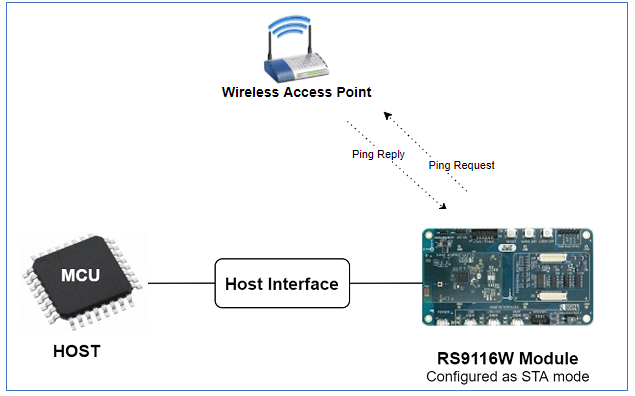 Wireless Access Point
Ping Reply
Ping Request
MCU
Host Interface
HOST
RS9116W Module
Configured as STA mode